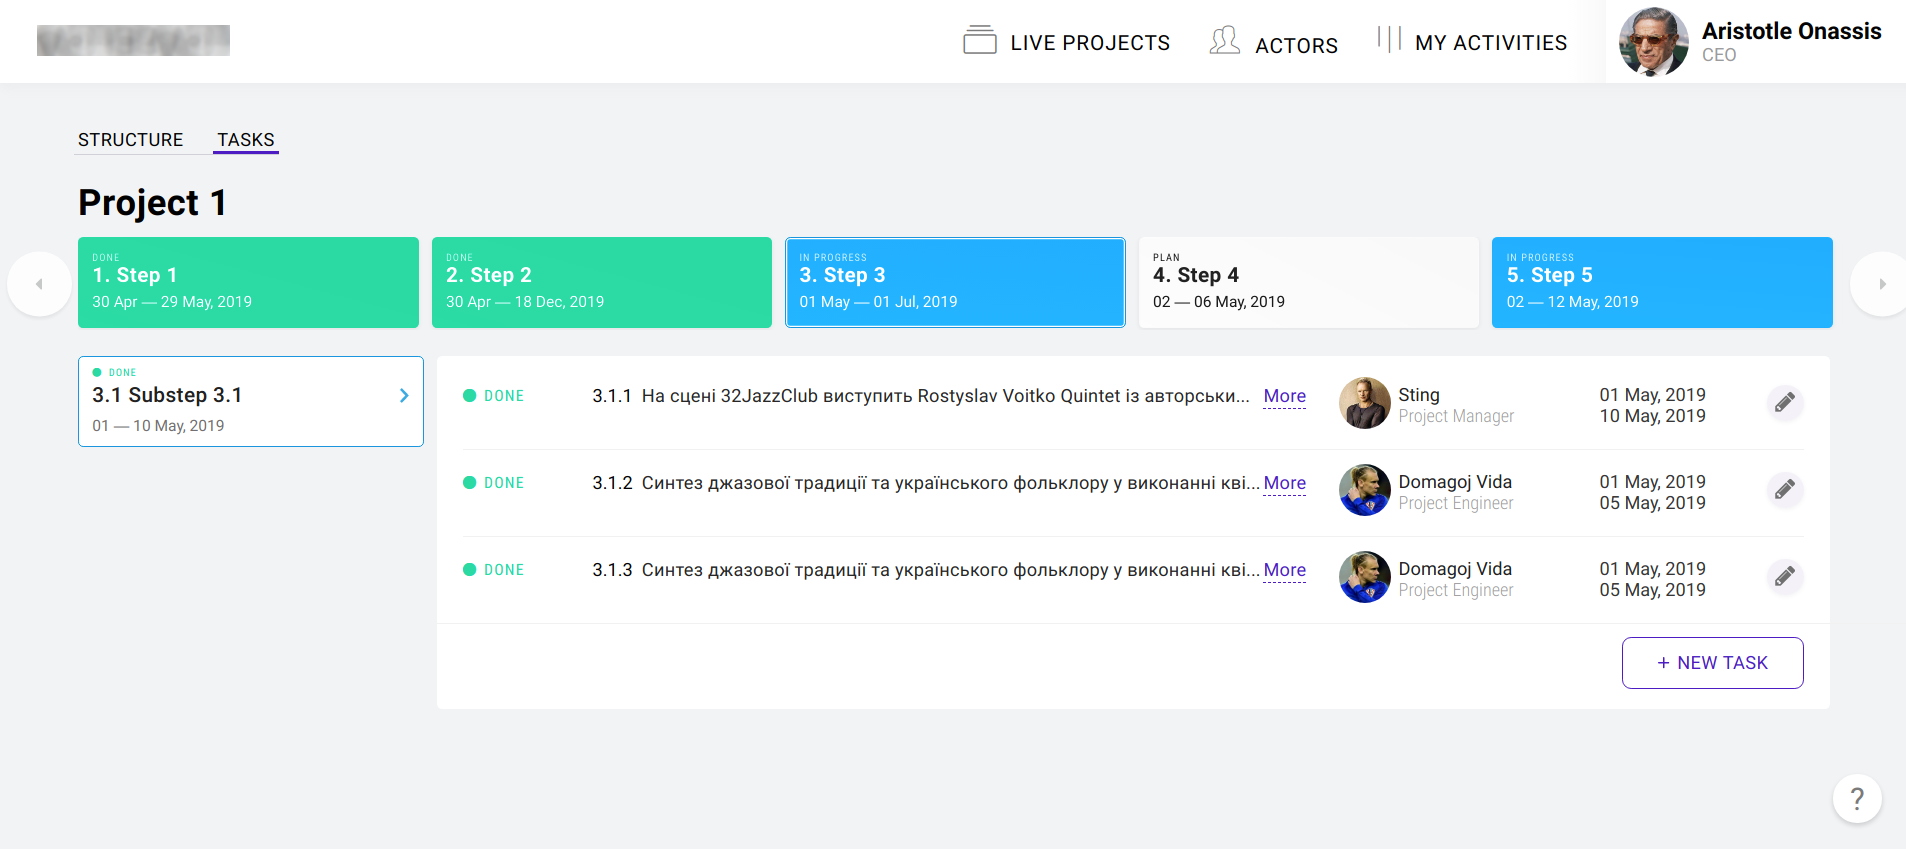 LIVE PROJECTS
ACTORS
MY ACTIVITIES
Aristotle Onassis
CEO
STRUCTURE
TASKS
Project 1
DONE
1. Step 1
30 Apr — 29 May, 2019
DONE
2. Step 2
30 Apr — 18 Dec, 2019
IN PROGRESS
3. Step 3
01 May — 01 Jul, 2019
PLAN
4. Step 4
02 — 06 May, 2019
IN PROGRESS
5. Step 5
02 — 12 May, 2019
DONE
3.1 Substep 3.1
01 — 10 May, 2019
DONE
3.1.1 На сцені 32JazzClub виступить Rostyslav Voitko Quintet із авторськи... More
Sting
Project Manager
01 May, 2019
10 May, 2019
DONE
3.1.2 Синтез джазової традиції та українського фольклору у виконанні кві... More
Domagoj Vida
Project Engineer
01 May, 2019
05 May, 2019
DONE
3.1.3 Синтез джазової традиції та українського фольклору у виконанні кві... More
Domagoj Vida
Project Engineer
01 May, 2019
05 May, 2019
+ NEW TASK
?